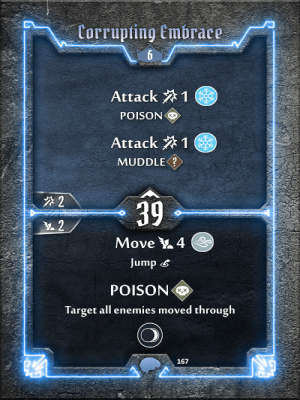 Corrupting Embrace
6
Attack 1
POISON
Attack 1
MUDDLE
2
39
2
Move 4
Jump
POISON
Target all enemies moved through
167